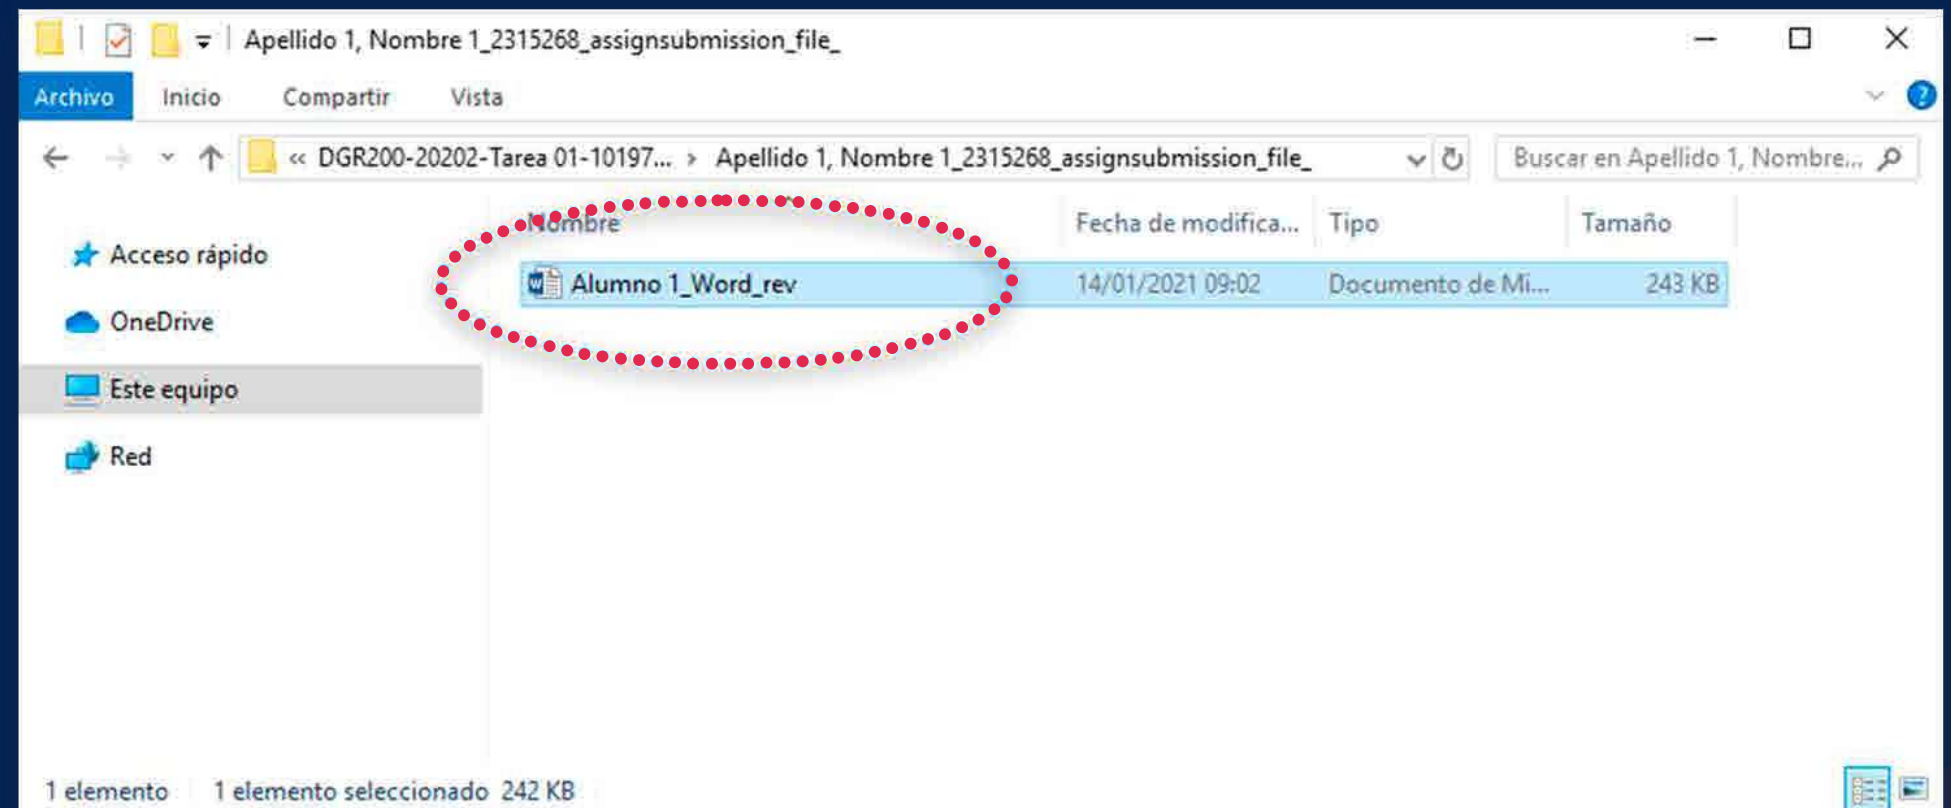 Apellido 1, Nombre 1_2315268_assignsubmission_file_
Archivo Inicio Compartir Vista
« DGR200-20202-Tarea 01-10197... > Apellido 1, Nombre 1_2315268_assignsubmission_file_ Buscar en Apellido 1, Nombre...
Nombre Fecha de modifica... Tipo Tamaño
Acceso rápido
Alumno 1_Word_rev 14/01/2021 09:02 Documento de Mi... 243 KB
OneDrive
Este equipo
Red
1 elemento 1 elemento seleccionado 242 KB